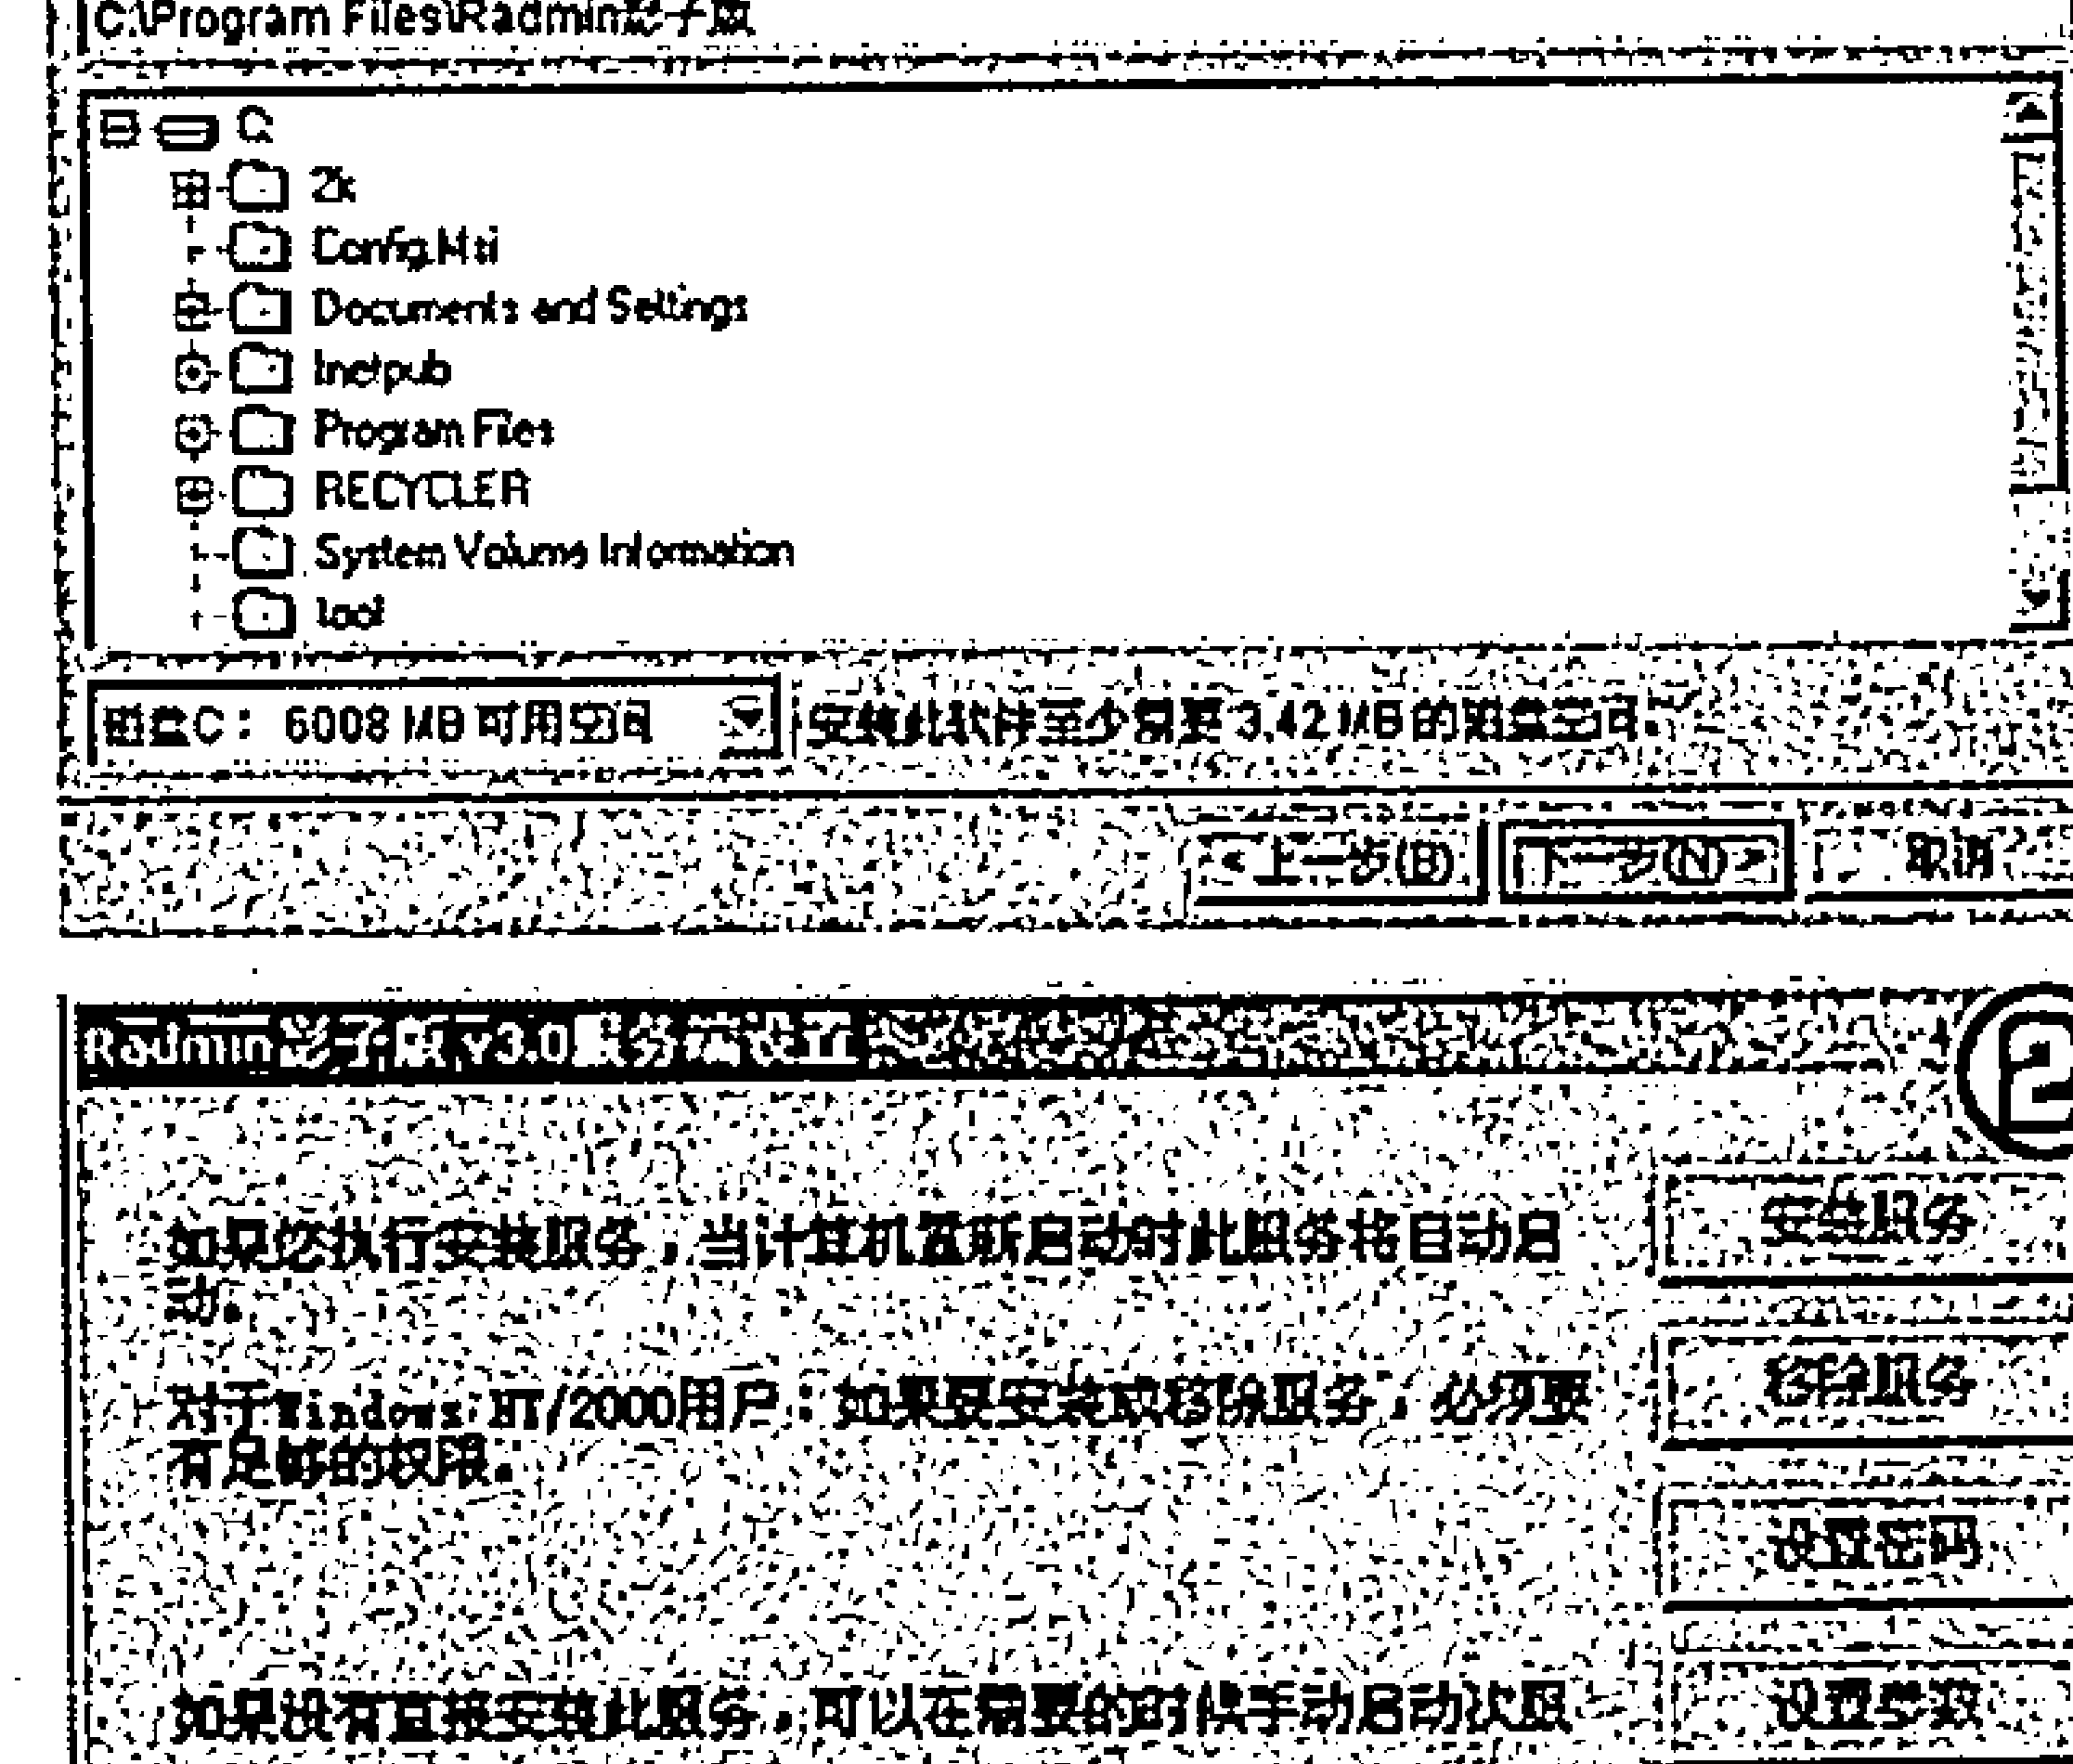 C:\Program Files\Radmin影子版
C
2k
Config.Msi
Documents and Settings
Inetpub
Program Files
RECYCLER
System Volume Information
tool
磁盘C： 6008 MB 可用空间
安装此软件至少需要 3.42 MB 的磁盘空间.
< 上一步(B)
下一步(N) >
取消
Radmin影子版 v3.0服务端设置
②
如果您执行安装服务，当计算机重新启动时此服务将自动启
动.
安装服务
对于Windows NT/2000用户：如果要安装或移除服务，必须要
有足够的权限.
移除服务
设置密码
如果没有直接安装此服务，可以在需要的时候手动启动次服
设置参数